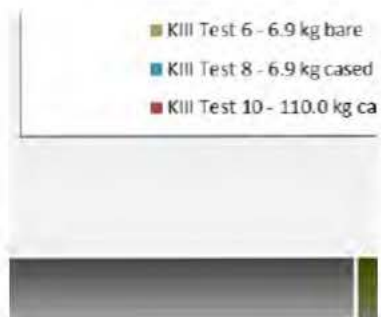 KIII Test 6 - 6.9 kg bare
KIII Test 8 - 6.9 kg cased
KIII Test 10 - 110.0 kg ca